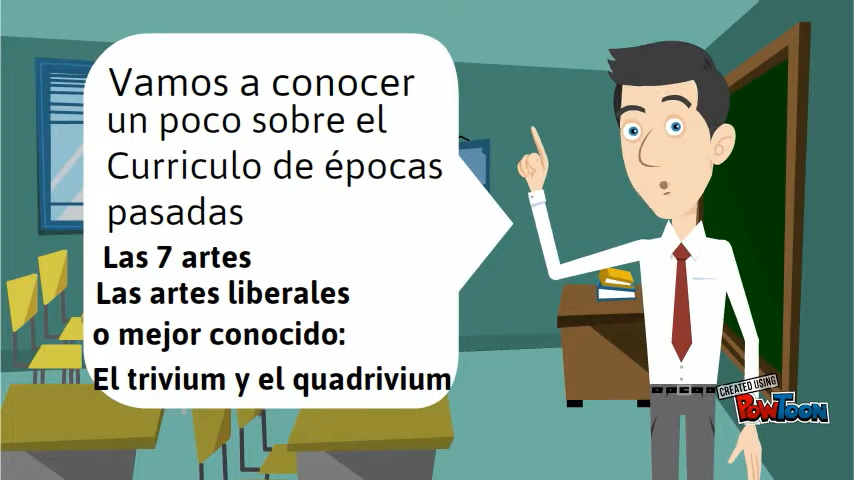 Vamos a conocer
un poco sobre el
Curriculo de épocas
pasadas
Las 7 artes
Las artes liberales
o mejor conocido:
El trivium y el quadrivium
CREATED USING
POWTOON